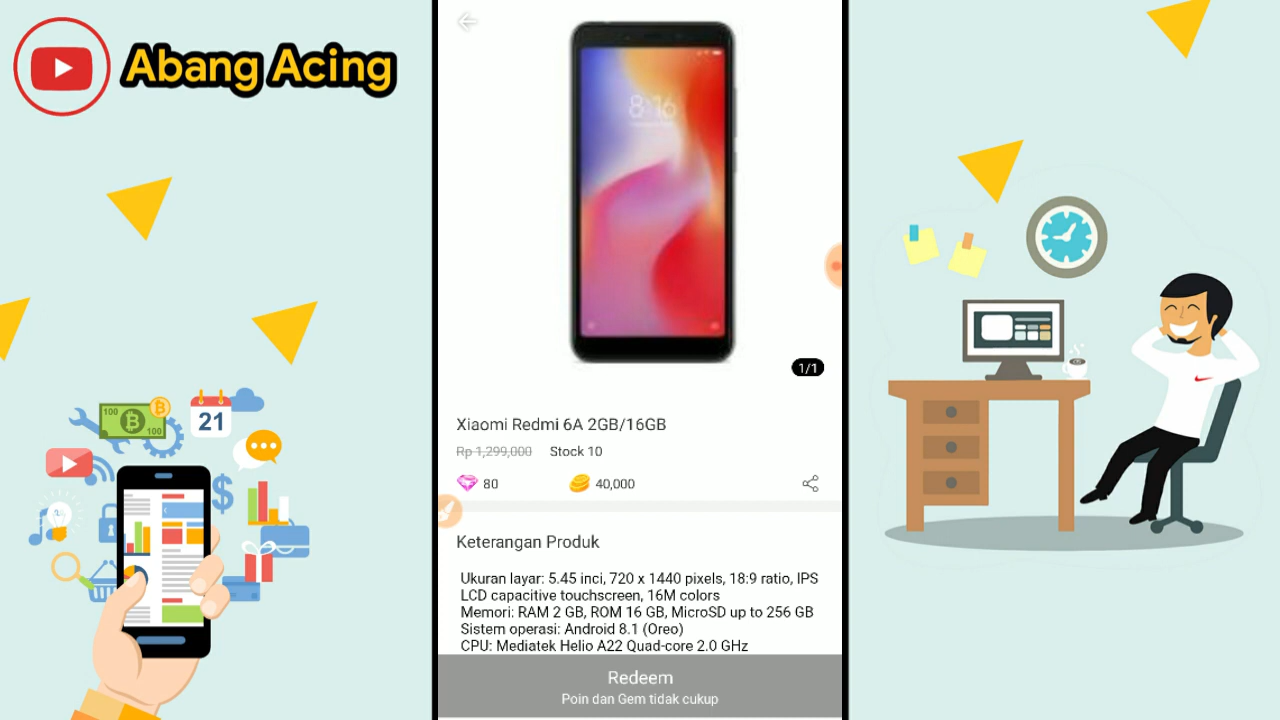 Abang Acing
8:16
1/1
Xiaomi Redmi 6A 2GB/16GB
Rp 1,299,000 Stock 10
80 40,000
Keterangan Produk
Ukuran layar: 5.45 inci, 720 x 1440 pixels, 18:9 ratio, IPS
LCD capacitive touchscreen, 16M colors
Memori: RAM 2 GB, ROM 16 GB, MicroSD up to 256 GB
Sistem operasi: Android 8.1 (Oreo)
CPU: Mediatek Helio A22 Quad-core 2.0 GHz
Redeem
Poin dan Gem tidak cukup
100
100
21